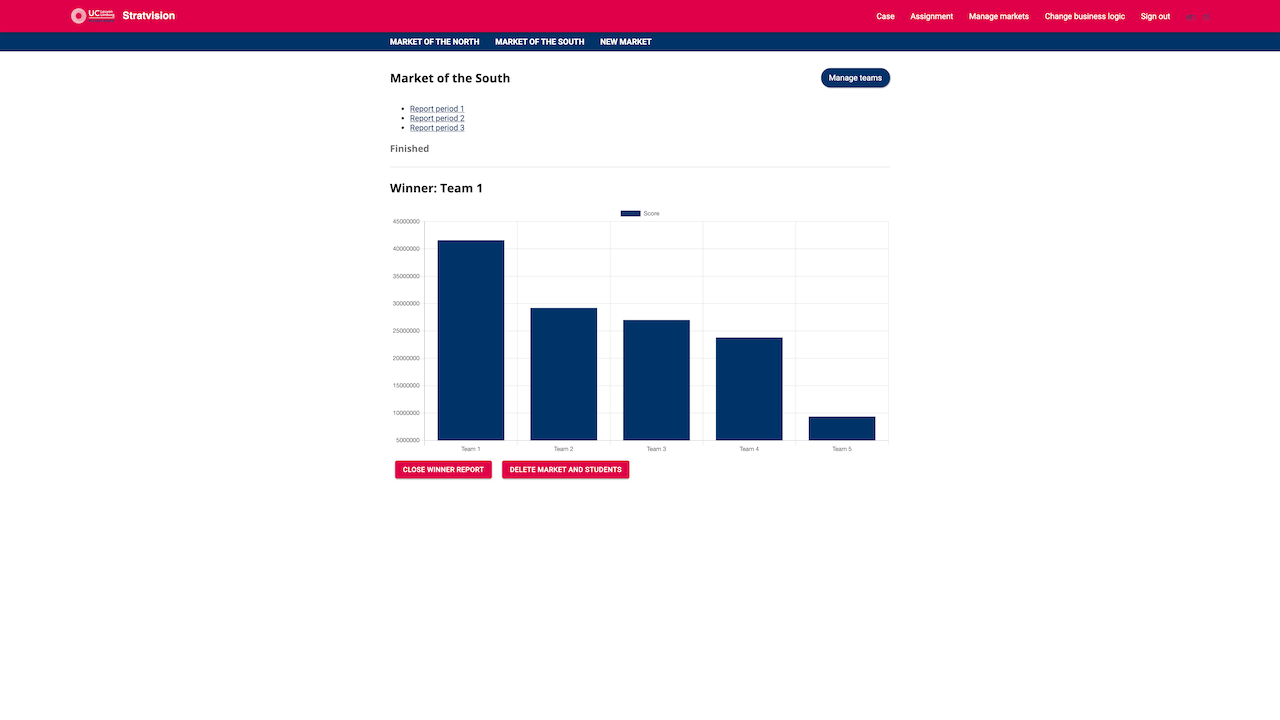 UC Stratvision Case Assignment Manage markets Change business logic Sign out
MARKET OF THE NORTH MARKET OF THE SOUTH NEW MARKET
Market of the South Manage teams
Report period 1
Report period 2
Report period 3
Finished
Winner: Team 1
Score
45000000
40000000
35000000
30000000
25000000
20000000
15000000
10000000
5000000
Team 1 Team 2 Team 3 Team 4 Team 5
CLOSE WINNER REPORT DELETE MARKET AND STUDENTS